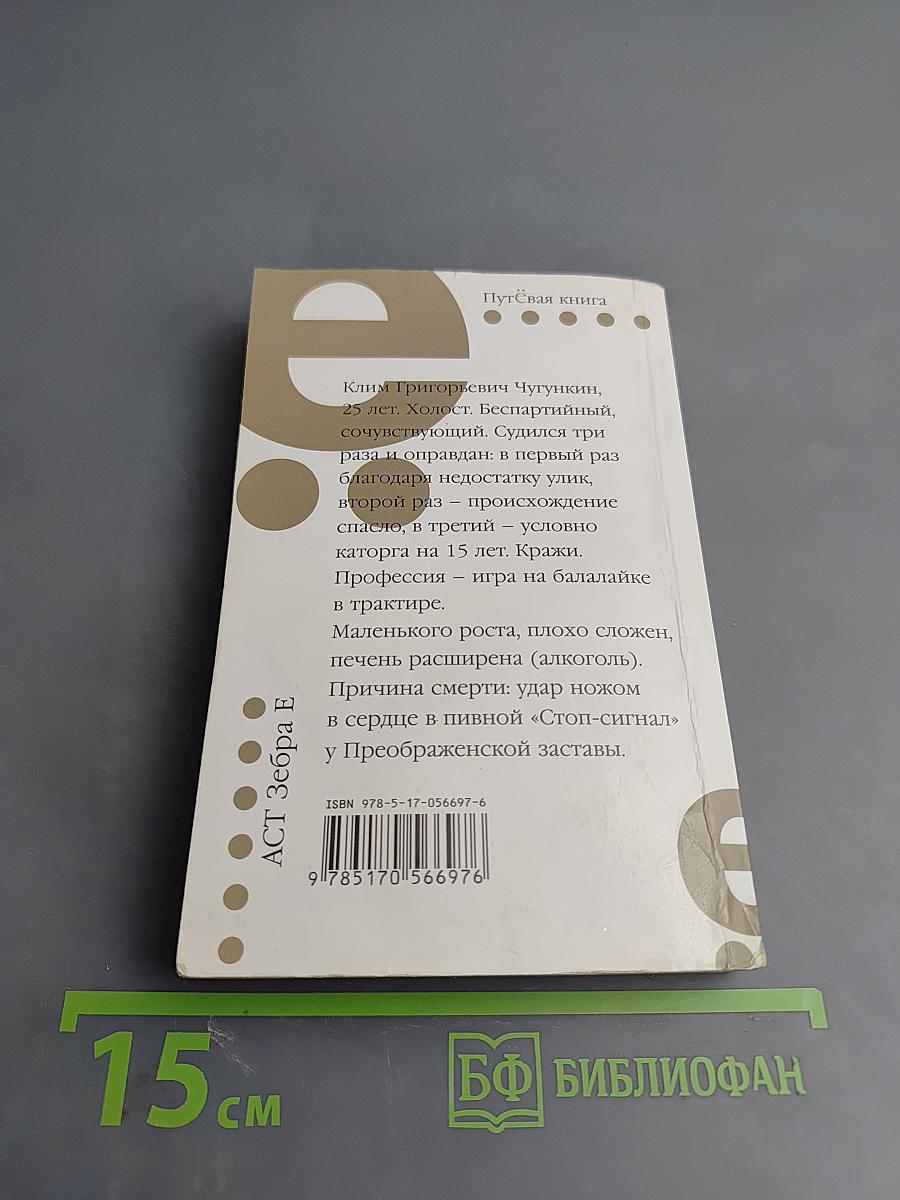 ПутЁвая книга
Клим Григорьевич Чугункин,
25 лет. Холост. Беспартийный,
сочувствующий. Судился три
раза и оправдан: в первый раз
благодаря недостатку улик,
второй раз – происхождение
спасло, в третий – условно
каторга на 15 лет. Кражи.
Профессия – игра на балалайке
в трактире.
Маленького роста, плохо сложен,
печень расширена (алкоголь).
Причина смерти: удар ножом
в сердце в пивной «Стоп-сигнал»
у Преображенской заставы.
АСТ Зебра Е
ISBN 978-5-17-056697-6
9 785170 566976
15 см
БФ БИБЛИОФАН